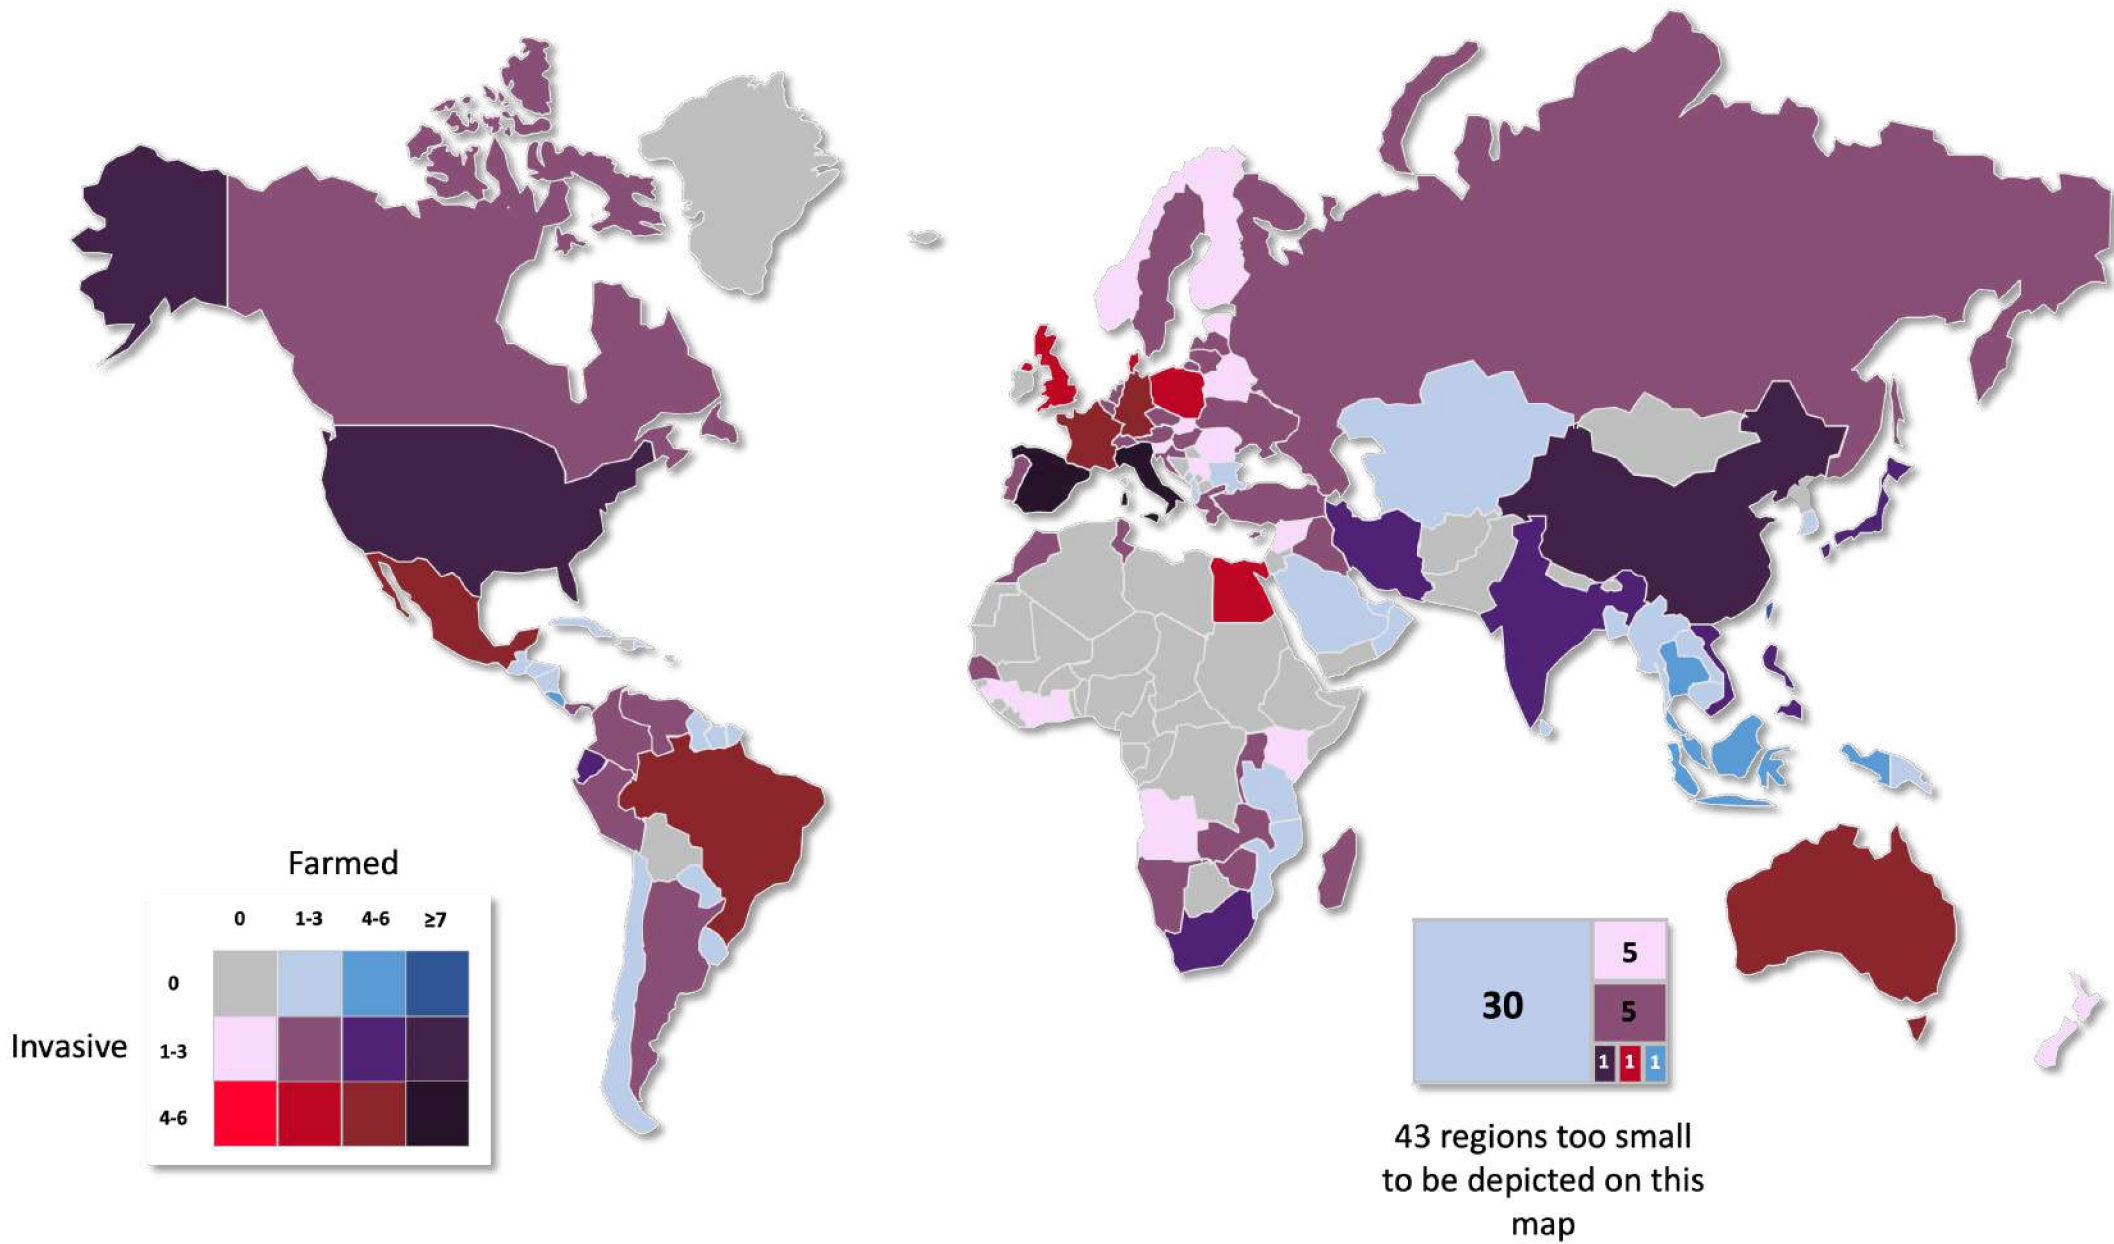 Farmed
0 1-3 4-6 ≥7
0
Invasive 1-3
4-6
30
5
5
1 1 1
43 regions too small
to be depicted on this
map